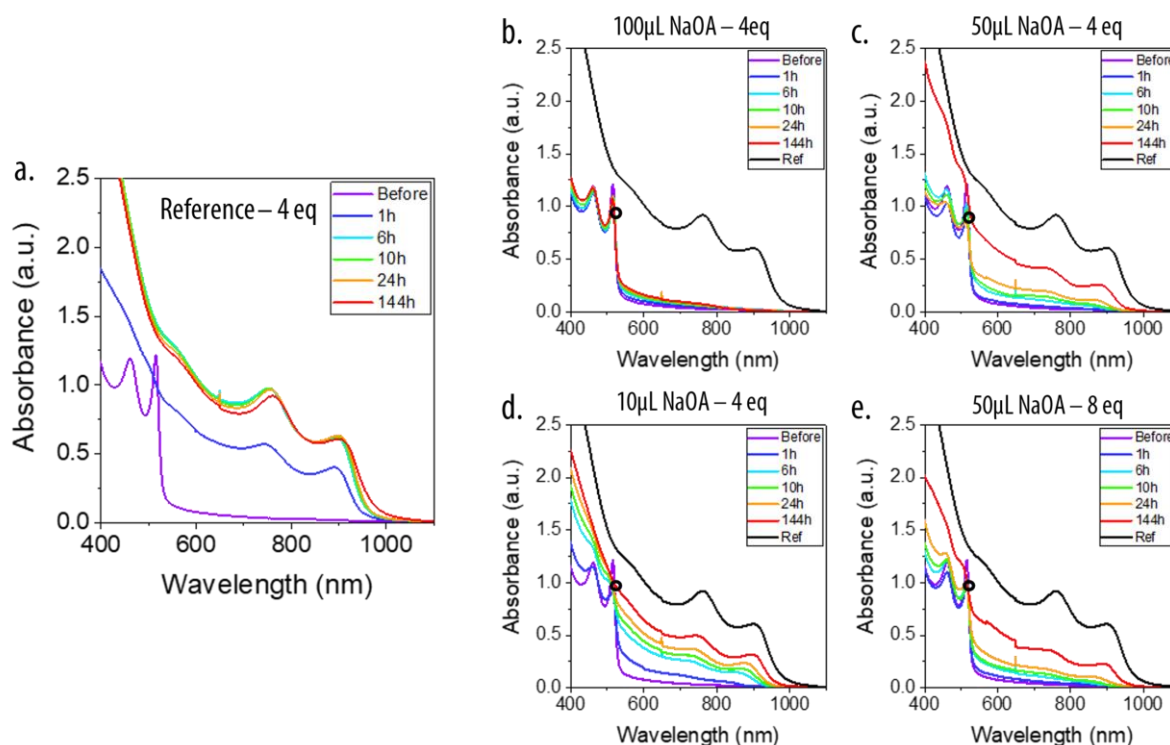 a.
Reference – 4 eq
Before
1h
6h
10h
24h
144h
Absorbance (a.u.)
2.5
2.0
1.5
1.0
0.5
0.0
400 600 800 1000
Wavelength (nm)
b.
100µL NaOA – 4eq
Before
1h
6h
10h
24h
144h
Ref
Absorbance (a.u.)
2.5
2.0
1.5
1.0
0.5
0.0
400 600 800 1000
Wavelength (nm)
c.
50µL NaOA – 4 eq
Before
1h
6h
10h
24h
144h
Ref
Absorbance (a.u.)
2.5
2.0
1.5
1.0
0.5
0.0
400 600 800 1000
Wavelength (nm)
d.
10µL NaOA – 4 eq
Before
1h
6h
10h
24h
144h
Ref
Absorbance (a.u.)
2.5
2.0
1.5
1.0
0.5
0.0
400 600 800 1000
Wavelength (nm)
e.
50µL NaOA – 8 eq
Before
1h
6h
10h
24h
144h
Ref
Absorbance (a.u.)
2.5
2.0
1.5
1.0
0.5
0.0
400 600 800 1000
Wavelength (nm)